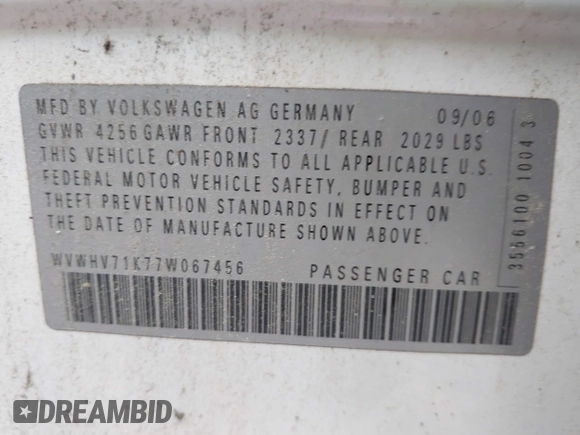 MFD BY VOLKSWAGEN AG GERMANY 09/06
GVWR 4256 GAWR FRONT 2337/ REAR 2029 LBS
THIS VEHICLE CONFORMS TO ALL APPLICABLE U.S.
FEDERAL MOTOR VEHICLE SAFETY, BUMPER AND
THEFT PREVENTION STANDARDS IN EFFECT ON
THE DATE OF MANUFACTURE SHOWN ABOVE.
WVWHV71K77W067456 PASSENGER CAR
3556100 1004 3
DREAMBID